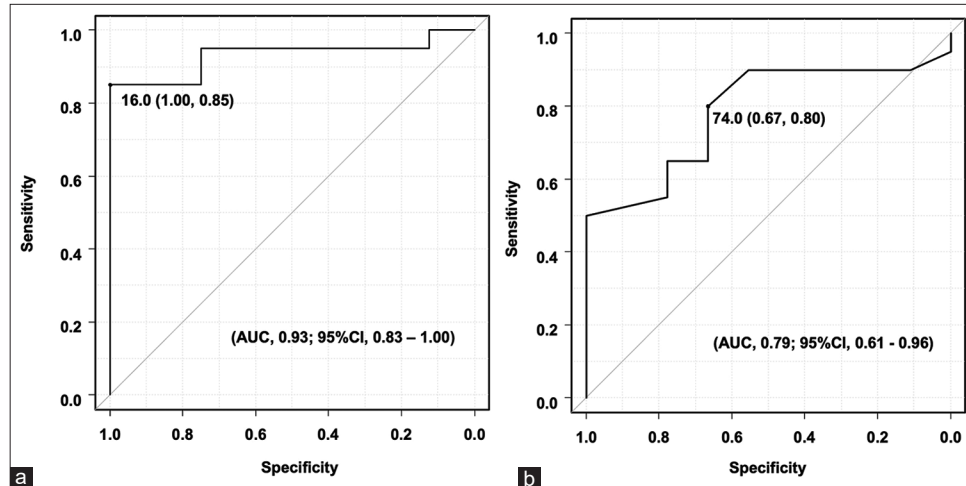 1.0
0.8
0.6
0.4
0.2
0.0
Sensitivity
16.0 (1.00, 0.85)
(AUC, 0.93; 95%CI, 0.83 – 1.00)
1.0 0.8 0.6 0.4 0.2 0.0
Specificity
a
1.0
0.8
0.6
0.4
0.2
0.0
Sensitivity
74.0 (0.67, 0.80)
(AUC, 0.79; 95%CI, 0.61 - 0.96)
1.0 0.8 0.6 0.4 0.2 0.0
Specificity
b